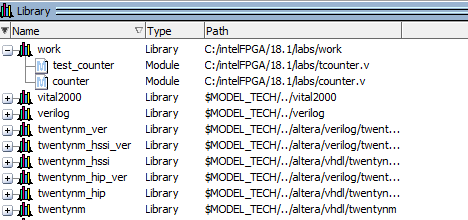 Library
Name Type Path
work Library C:/intelFPGA/18.1/labs/work
test_counter Module C:/intelFPGA/18.1/labs/tcounter.v
counter Module C:/intelFPGA/18.1/labs/counter.v
vital2000 Library $MODEL_TECH/../vital2000
verilog Library $MODEL_TECH/../verilog
twentynm_ver Library $MODEL_TECH/../altera/verilog/twent...
twentynm_hssi_ver Library $MODEL_TECH/../altera/verilog/twent...
twentynm_hssi Library $MODEL_TECH/../altera/vhdl/twentyn...
twentynm_hip_ver Library $MODEL_TECH/../altera/verilog/twent...
twentynm_hip Library $MODEL_TECH/../altera/vhdl/twentyn...
twentynm Library $MODEL_TECH/../altera/vhdl/twentynm